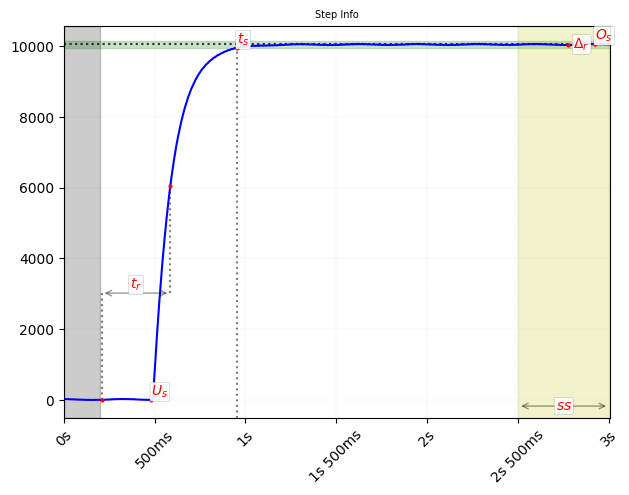 Step Info
10000
8000
6000
4000
2000
0
t_s
Δ_r
O_s
t_r
U_s
ss
0s
500ms
1s
1s 500ms
2s
2s 500ms
3s